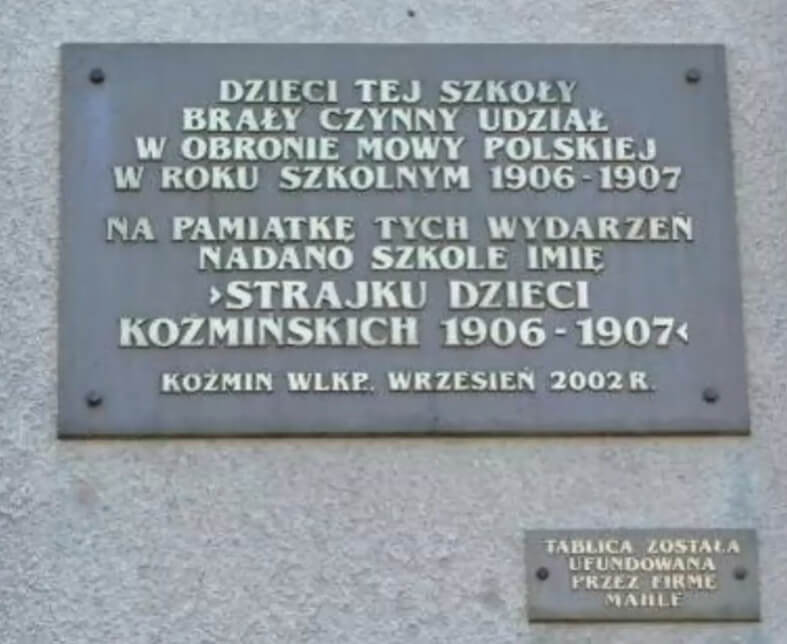 DZIECI TEJ SZKOŁY
BRAŁY CZYNNY UDZIAŁ
W OBRONIE MOWY POLSKIEJ
W ROKU SZKOLNYM 1906-1907
NA PAMIĄTKĘ TYCH WYDARZEŃ
NADANO SZKOLE IMIĘ
›STRAJKU DZIECI
KOŹMIŃSKICH 1906-1907‹
KOŹMIN WLKP. WRZESIEŃ 2002 R.
TABLICA ZOSTAŁA
UFUNDOWANA
PRZEZ FIRMĘ
MAHLE